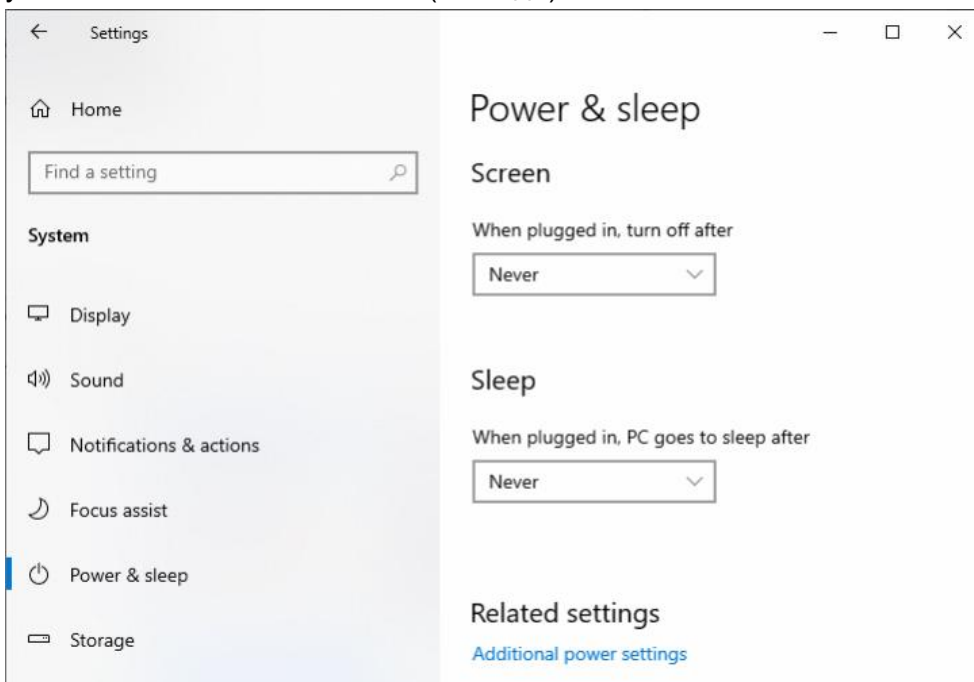 Settings
Home
Find a setting
System
Display
Sound
Notifications & actions
Focus assist
Power & sleep
Storage
Power & sleep
Screen
When plugged in, turn off after
Never
Sleep
When plugged in, PC goes to sleep after
Never
Related settings
Additional power settings